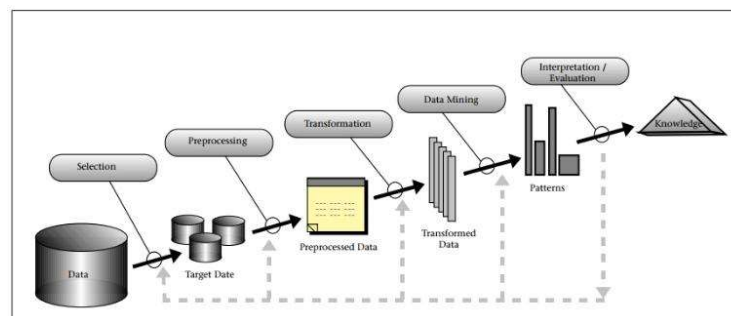 Interpretation /
Evaluation
Data Mining
Transformation
Preprocessing
Selection
Data
Target Date
Preprocessed Data
Transformed
Data
Patterns
Knowledge